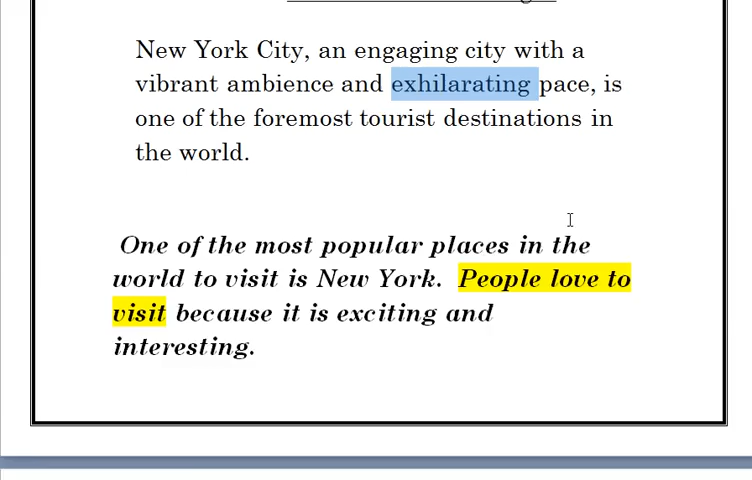 New York City, an engaging city with a
vibrant ambience and exhilarating pace, is
one of the foremost tourist destinations in
the world.
One of the most popular places in the
world to visit is New York. People love to
visit because it is exciting and
interesting.